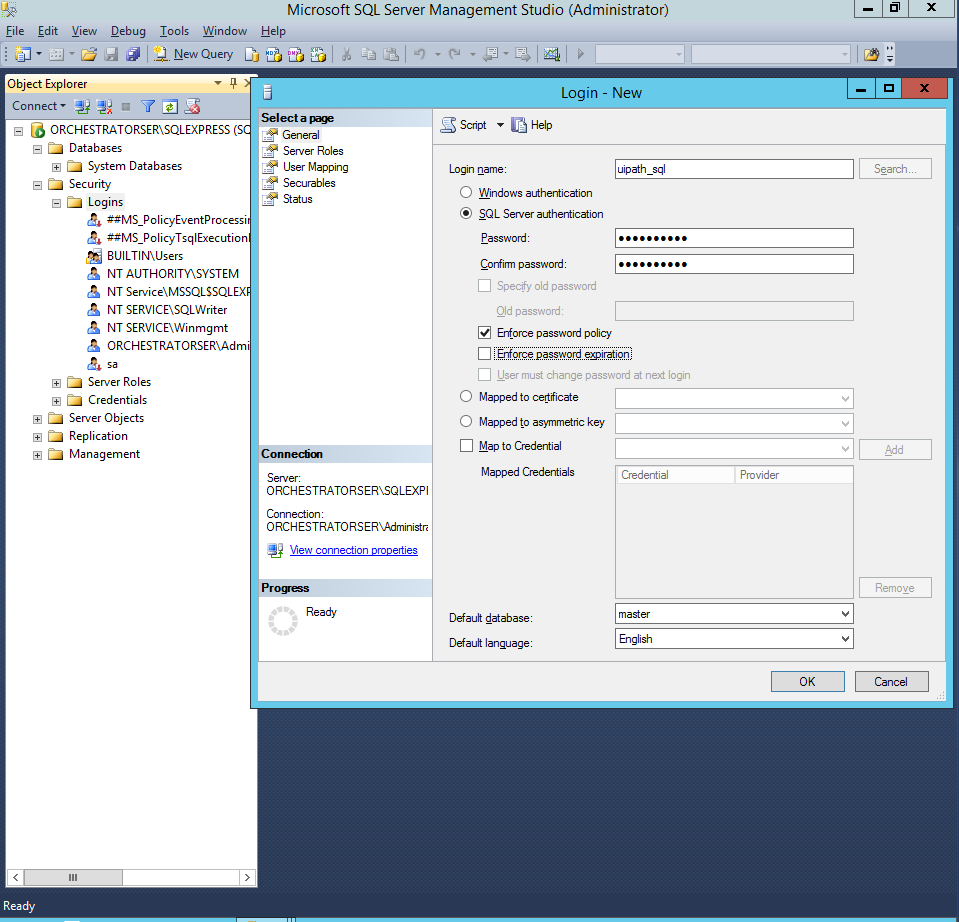 Microsoft SQL Server Management Studio (Administrator)
File Edit View Debug Tools Window Help
New Query
Object Explorer
Connect
ORCHESTRATORSER\SQLEXPRESS (SQ
Databases
System Databases
Security
Logins
##MS_PolicyEventProcessin
##MS_PolicyTsqlExecutionl
BUILTIN\Users
NT AUTHORITY\SYSTEM
NT Service\MSSQL$SQLEXP
NT SERVICE\SQLWriter
NT SERVICE\Winmgmt
ORCHESTRATORSER\Admi
sa
Server Roles
Credentials
Server Objects
Replication
Management
Login - New
Select a page
General
Server Roles
User Mapping
Securables
Status
Connection
Server:
ORCHESTRATORSER\SQLEXPI
Connection:
ORCHESTRATORSER\Administra
View connection properties
Progress
Ready
Script Help
Login name: uipath_sql Search...
Windows authentication
SQL Server authentication
Password: ●●●●●●●●●●
Confirm password: ●●●●●●●●●●
Specify old password
Old password:
Enforce password policy
Enforce password expiration
User must change password at next login
Mapped to certificate
Mapped to asymmetric key
Map to Credential Add
Mapped Credentials Credential Provider
Remove
Default database: master
Default language: English
OK Cancel
Ready